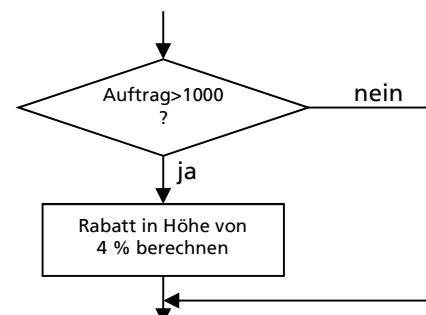 Auftrag>1000
?
nein
ja
Rabatt in Höhe von
4 % berechnen